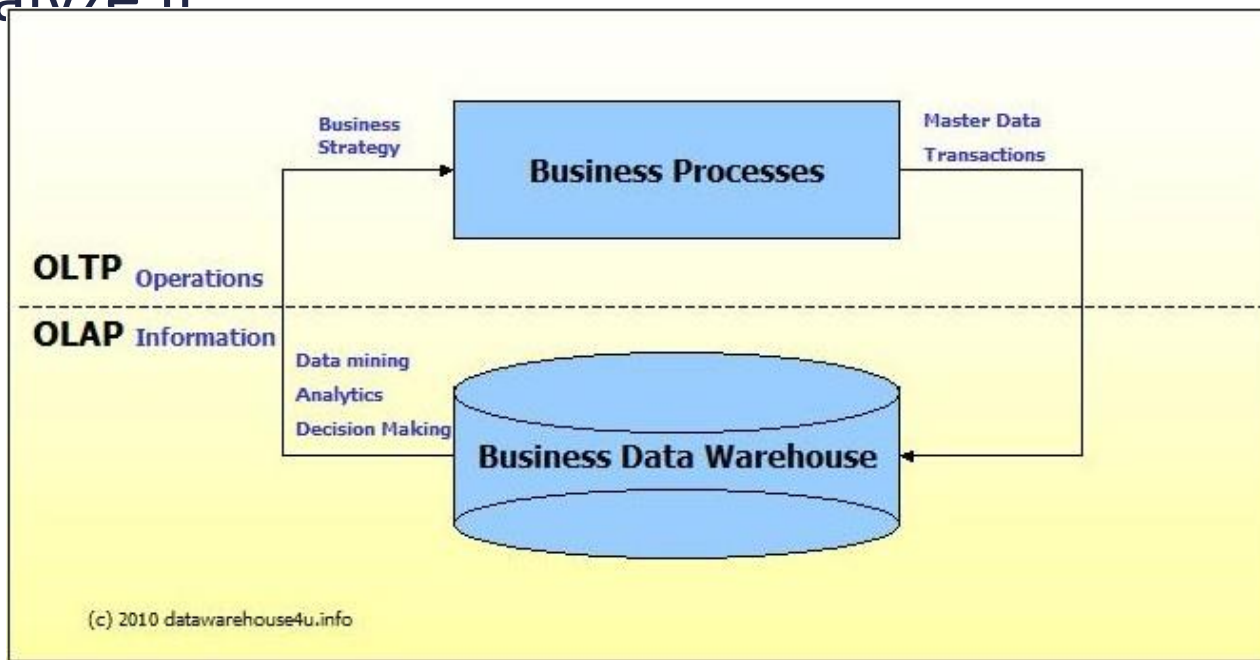 Business
Strategy
Business Processes
Master Data
Transactions
OLTP Operations
OLAP Information
Data mining
Analytics
Decision Making
Business Data Warehouse
(c) 2010 datawarehouse4u.info